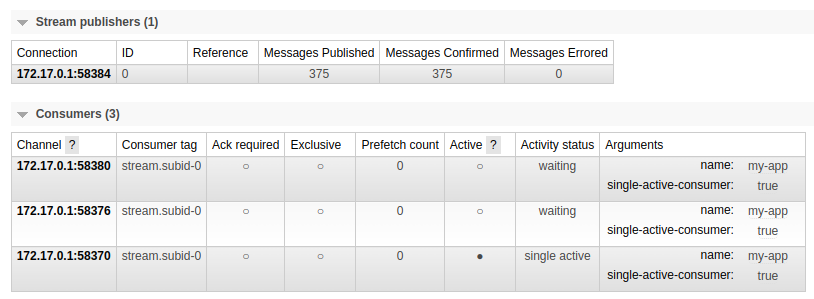 Stream publishers (1)
Connection ID Reference Messages Published Messages Confirmed Messages Errored
172.17.0.1:58384 0 375 375 0
Consumers (3)
Channel ? Consumer tag Ack required Exclusive Prefetch count Active ? Activity status Arguments
172.17.0.1:58380 stream.subid-0 ○ ○ 0 ○ waiting name: my-app
single-active-consumer: true
172.17.0.1:58376 stream.subid-0 ○ ○ 0 ○ waiting name: my-app
single-active-consumer: true
172.17.0.1:58370 stream.subid-0 ○ ○ 0 ● single active name: my-app
single-active-consumer: true